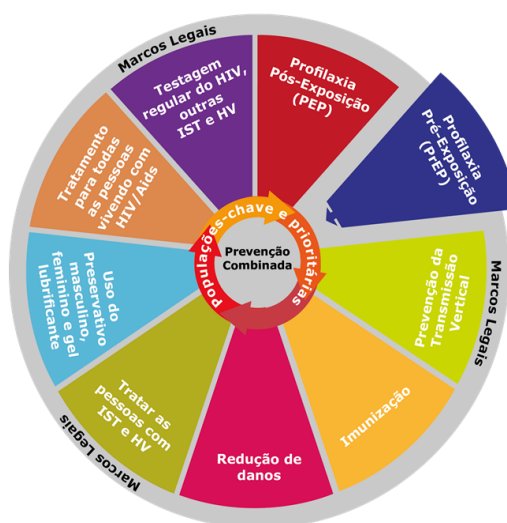 Marcos Legais
Profilaxia
Pós-Exposição
(PEP)
Profilaxia
Pré-Exposição
(PrEP)
Prevenção da
Transmissão
Vertical
Marcos Legais
Imunização
Redução de
danos
Tratar as
pessoas com
IST e HV
Marcos Legais
Uso do
Preservativo
masculino,
feminino e gel
lubrificante
Tratamento
para todas
as pessoas
vivendo com
HIV/Aids
Testagem
regular do HIV,
outras
IST e HV
Populações-chave e prioritárias
Prevenção
Combinada